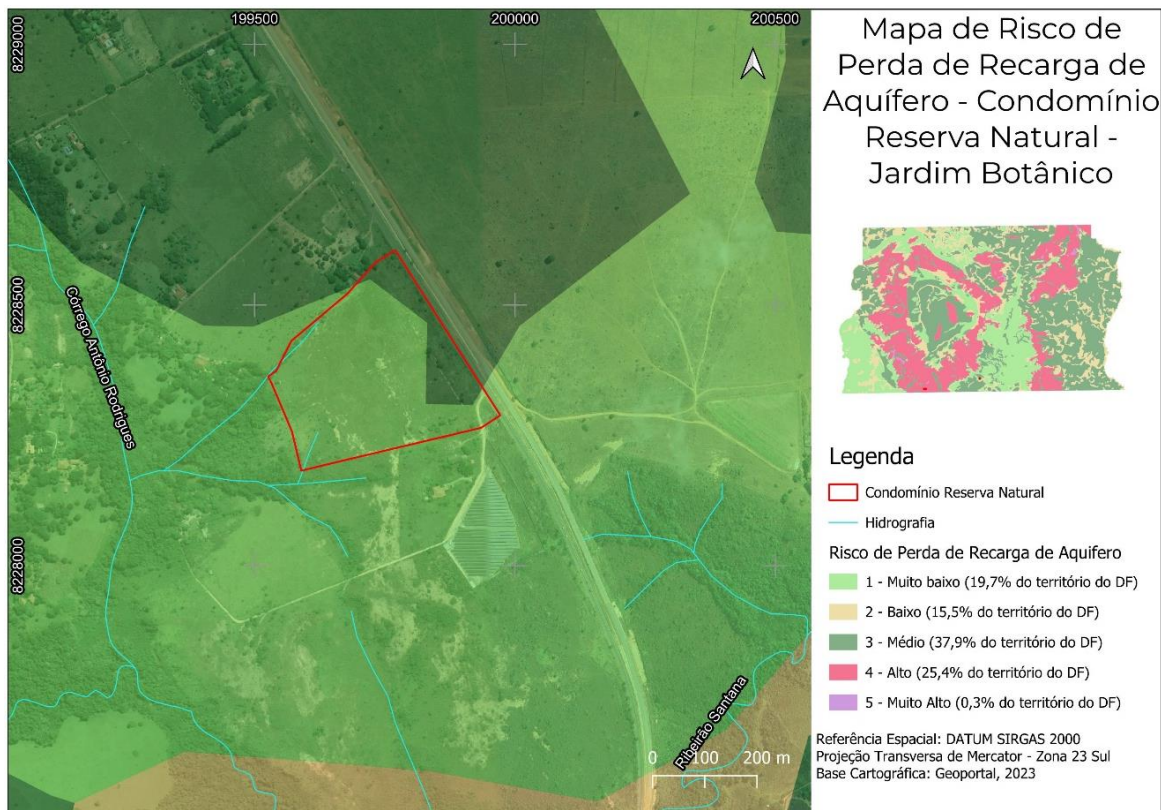 199500
200000
200500
8229000
8228500
8228000
Córrego Antônio Rodrigues
Ribeirão Santana
0 100 200 m
Mapa de Risco de
Perda de Recarga de
Aquífero - Condomínio
Reserva Natural -
Jardim Botânico
Legenda
Condomínio Reserva Natural
Hidrografia
Risco de Perda de Recarga de Aquifero
1 - Muito baixo (19,7% do território do DF)
2 - Baixo (15,5% do território do DF)
3 - Médio (37,9% do território do DF)
4 - Alto (25,4% do território do DF)
5 - Muito Alto (0,3% do território do DF)
Referência Espacial: DATUM SIRGAS 2000
Projeção Transversa de Mercator - Zona 23 Sul
Base Cartográfica: Geoportal, 2023